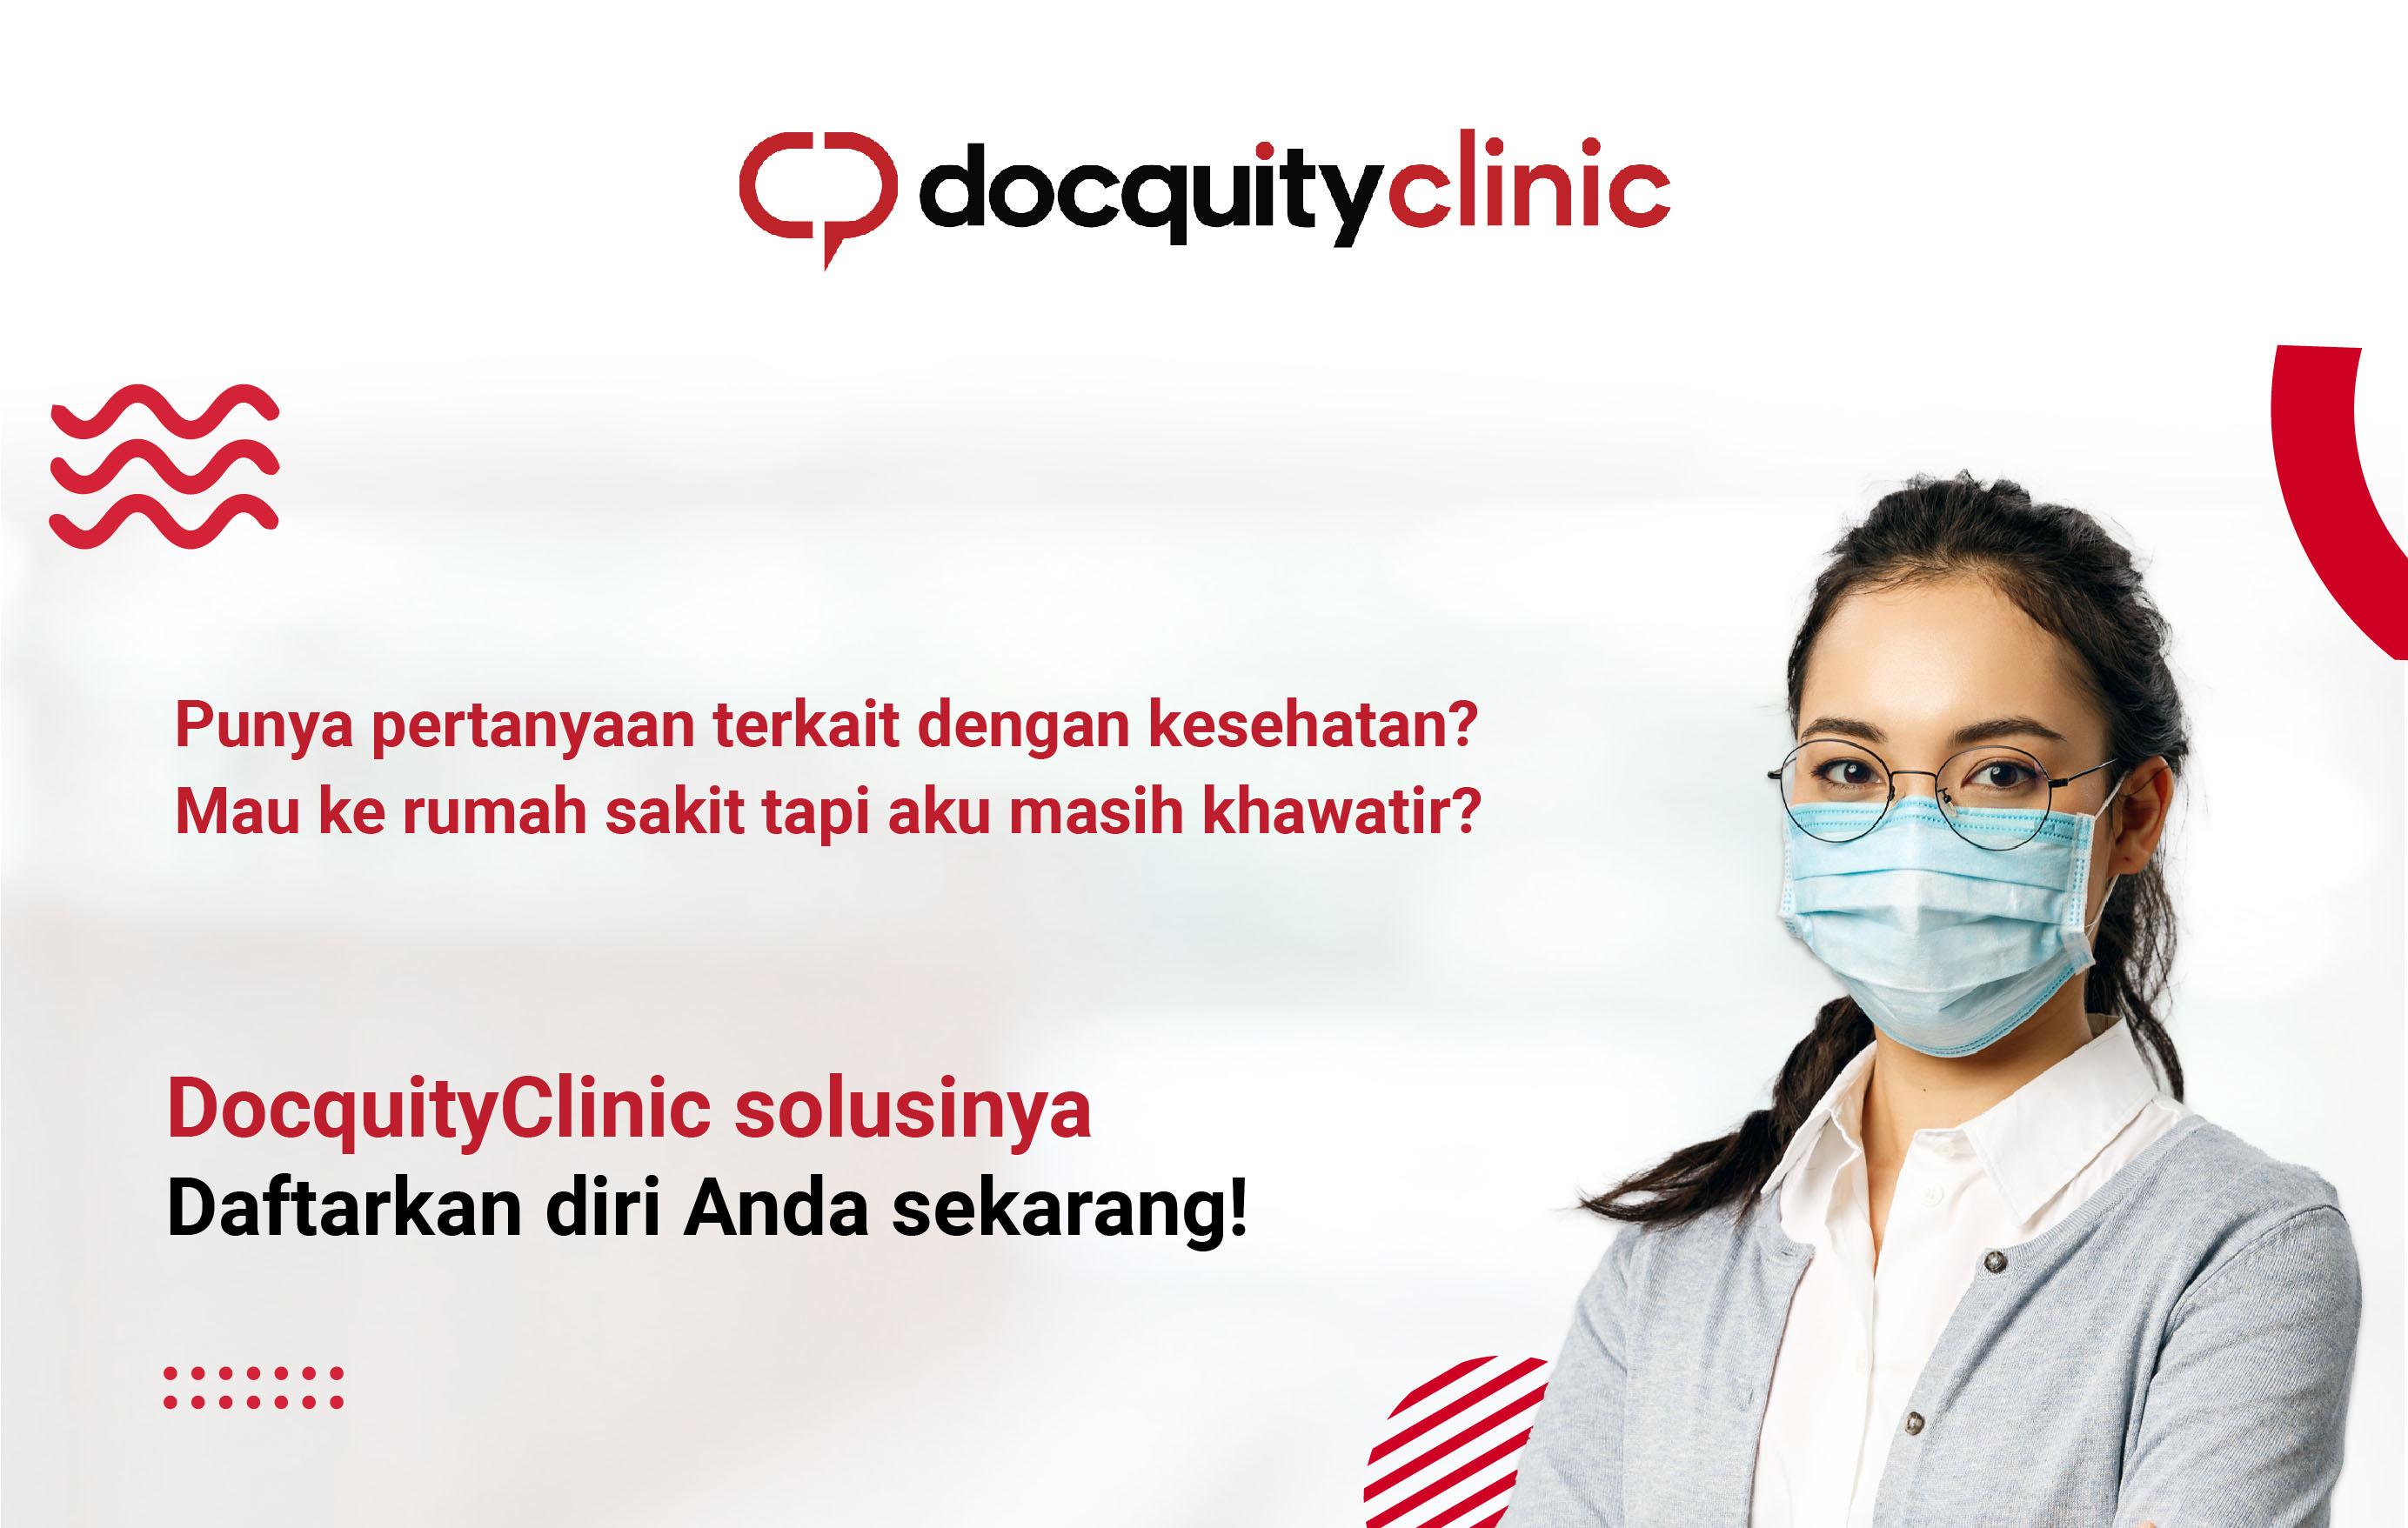 docquityclinic
Punya pertanyaan terkait dengan kesehatan?
Mau ke rumah sakit tapi aku masih khawatir?
DocquityClinic solusinya
Daftarkan diri Anda sekarang!